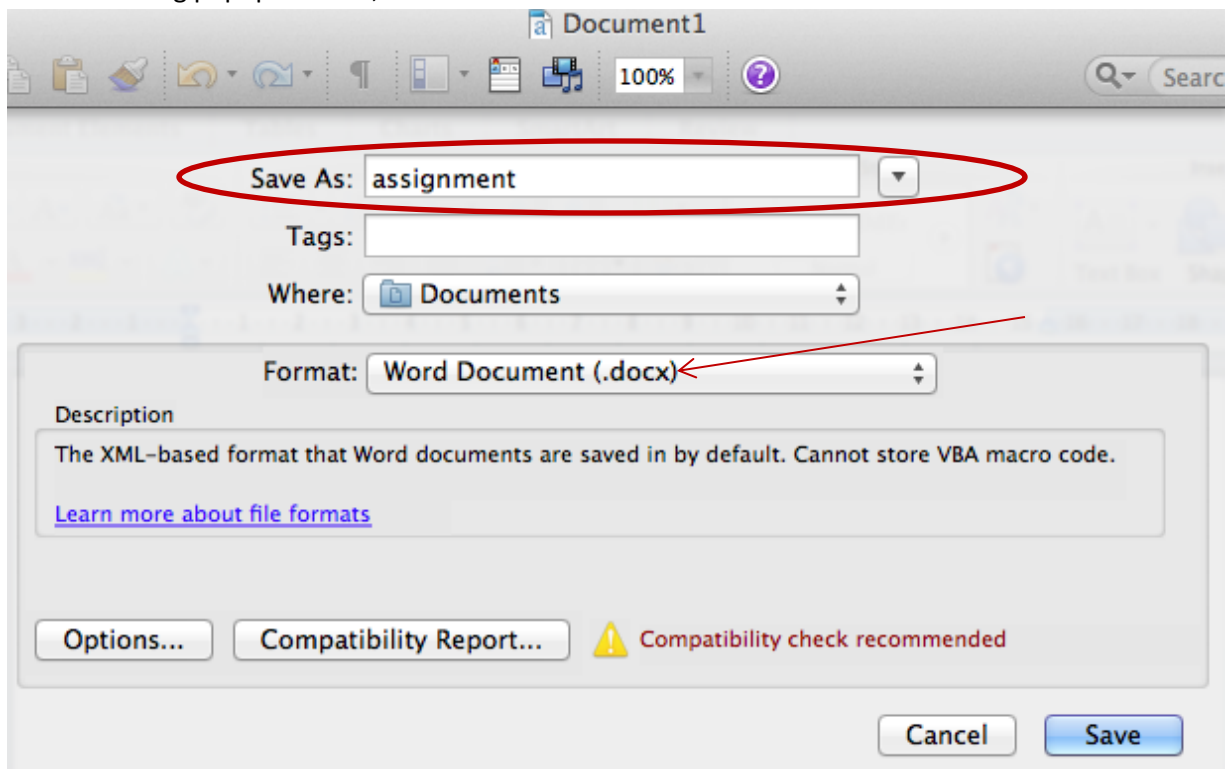 Document1
100%
Searc
Save As: assignment
Tags:
Where: Documents
Format: Word Document (.docx)
Description
The XML-based format that Word documents are saved in by default. Cannot store VBA macro code.
Learn more about file formats
Options... Compatibility Report... Compatibility check recommended
Cancel Save